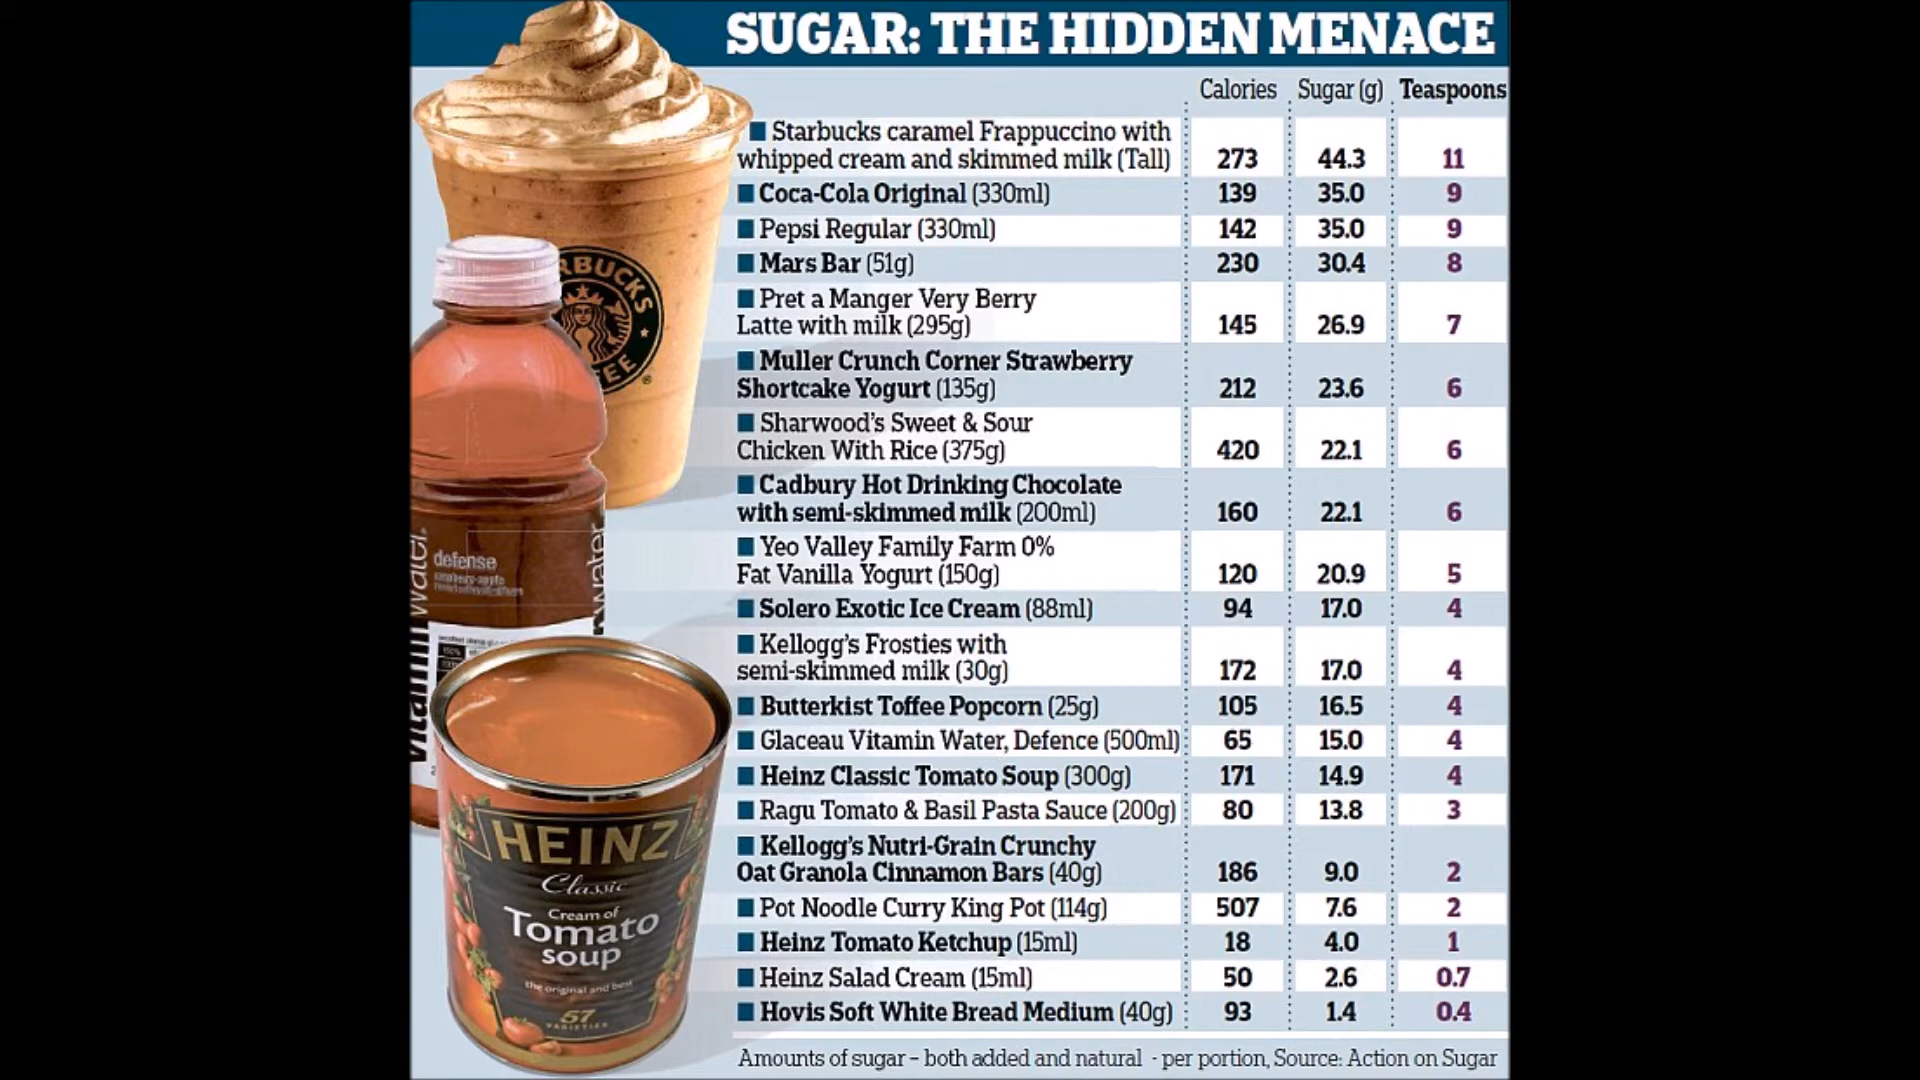 SUGAR: THE HIDDEN MENACE
Calories Sugar (g) Teaspoons
Starbucks caramel Frappuccino with
whipped cream and skimmed milk (Tall) 273 44.3 11
Coca-Cola Original (330ml) 139 35.0 9
Pepsi Regular (330ml) 142 35.0 9
Mars Bar (51g) 230 30.4 8
Pret a Manger Very Berry
Latte with milk (295g) 145 26.9 7
Muller Crunch Corner Strawberry
Shortcake Yogurt (135g) 212 23.6 6
Sharwood's Sweet & Sour
Chicken With Rice (375g) 420 22.1 6
Cadbury Hot Drinking Chocolate
with semi-skimmed milk (200ml) 160 22.1 6
Yeo Valley Family Farm 0%
Fat Vanilla Yogurt (150g) 120 20.9 5
Solero Exotic Ice Cream (88ml) 94 17.0 4
Kellogg's Frosties with
semi-skimmed milk (30g) 172 17.0 4
Butterkist Toffee Popcorn (25g) 105 16.5 4
Glaceau Vitamin Water, Defence (500ml) 65 15.0 4
Heinz Classic Tomato Soup (300g) 171 14.9 4
Ragu Tomato & Basil Pasta Sauce (200g) 80 13.8 3
Kellogg's Nutri-Grain Crunchy
Oat Granola Cinnamon Bars (40g) 186 9.0 2
Pot Noodle Curry King Pot (114g) 507 7.6 2
Heinz Tomato Ketchup (15ml) 18 4.0 1
Heinz Salad Cream (15ml) 50 2.6 0.7
Hovis Soft White Bread Medium (40g) 93 1.4 0.4
Amounts of sugar – both added and natural - per portion, Source: Action on Sugar
RBUCKS
FEE
defense
vitaminwater
water
HEINZ
Classic
Cream of
Tomato
soup
the original and best
57
VARIETIES